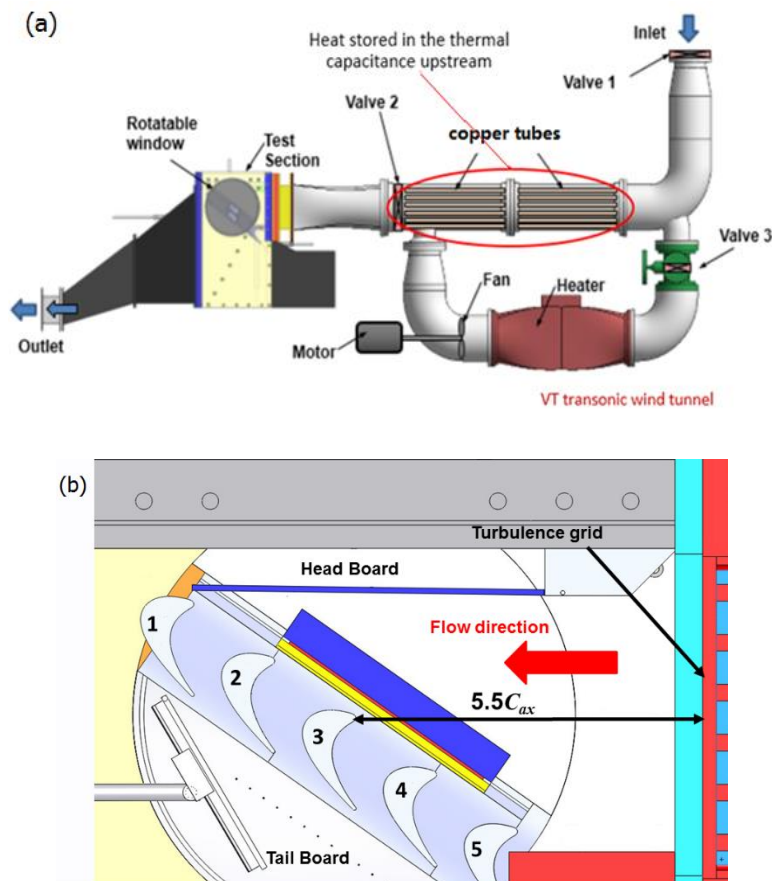 (a)
Heat stored in the thermal
capacitance upstream
Inlet
Valve 1
Valve 2
copper tubes
Rotatable
window
Test
Section
Valve 3
Fan
Heater
Motor
Outlet
VT transonic wind tunnel
(b)
Turbulence grid
Head Board
Flow direction
1
2
5.5Cax
3
4
5
Tail Board